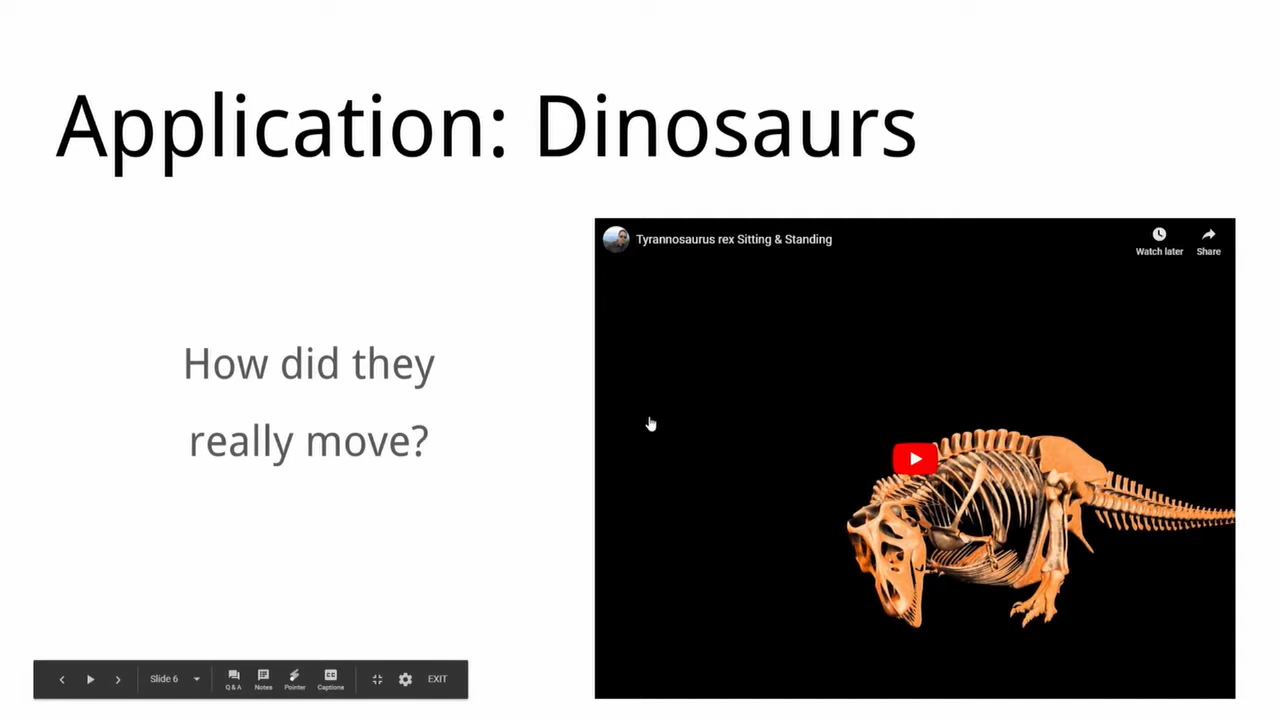 Application: Dinosaurs
Tyrannosaurus rex Sitting & Standing
Watch later
Share
How did they
really move?
Slide 6
Q & A
Notes
Pointer
CC
Captions
EXIT